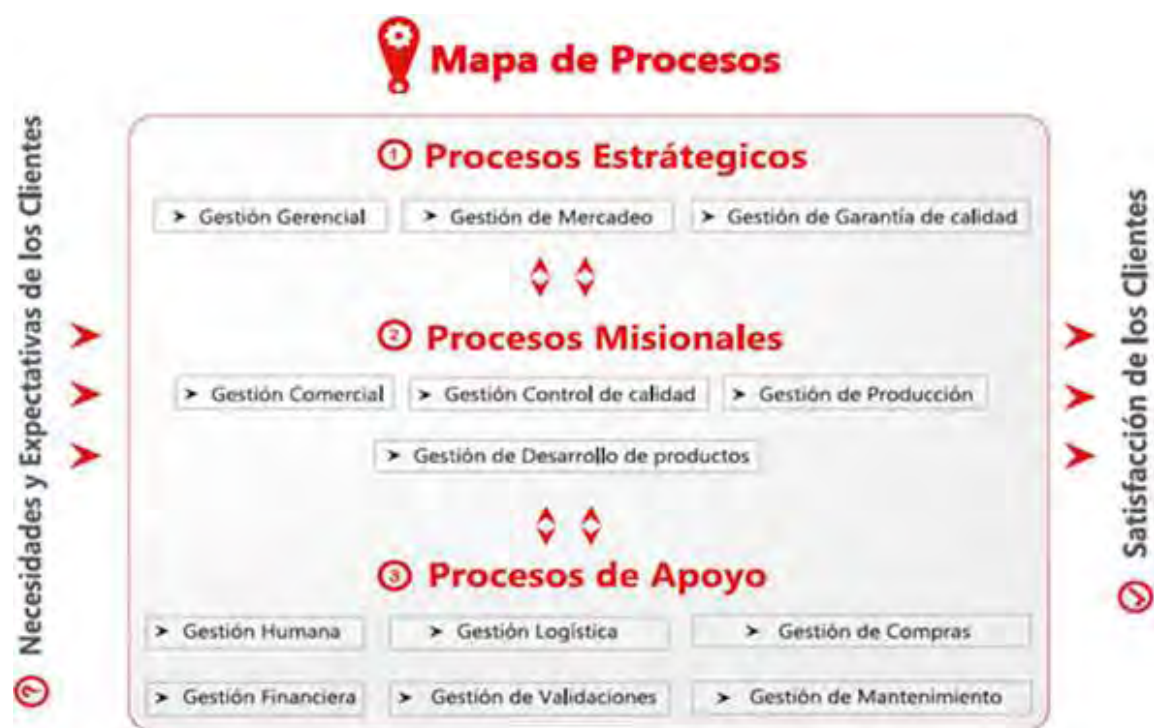 Mapa de Procesos
Necesidades y Expectativas de los Clientes
1 Procesos Estrátegicos
➤ Gestión Gerencial
➤ Gestión de Mercadeo
➤ Gestión de Garantía de calidad
2 Procesos Misionales
➤ Gestión Comercial
➤ Gestión Control de calidad
➤ Gestión de Producción
➤ Gestión de Desarrollo de productos
3 Procesos de Apoyo
➤ Gestión Humana
➤ Gestión Logística
➤ Gestión de Compras
➤ Gestión Financiera
➤ Gestión de Validaciones
➤ Gestión de Mantenimiento
Satisfacción de los Clientes